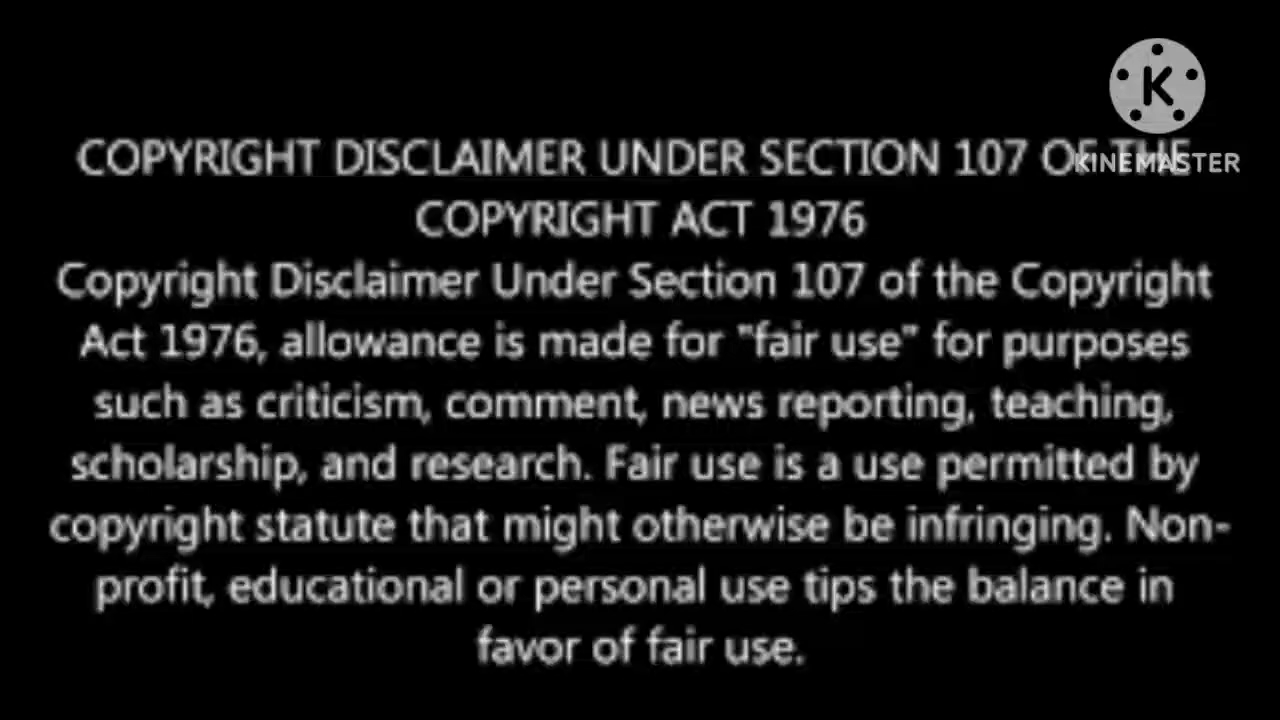 K
COPYRIGHT DISCLAIMER UNDER SECTION 107 OF THE
KINEMASTER
COPYRIGHT ACT 1976
Copyright Disclaimer Under Section 107 of the Copyright
Act 1976, allowance is made for "fair use" for purposes
such as criticism, comment, news reporting, teaching,
scholarship, and research. Fair use is a use permitted by
copyright statute that might otherwise be infringing. Non-
profit, educational or personal use tips the balance in
favor of fair use.